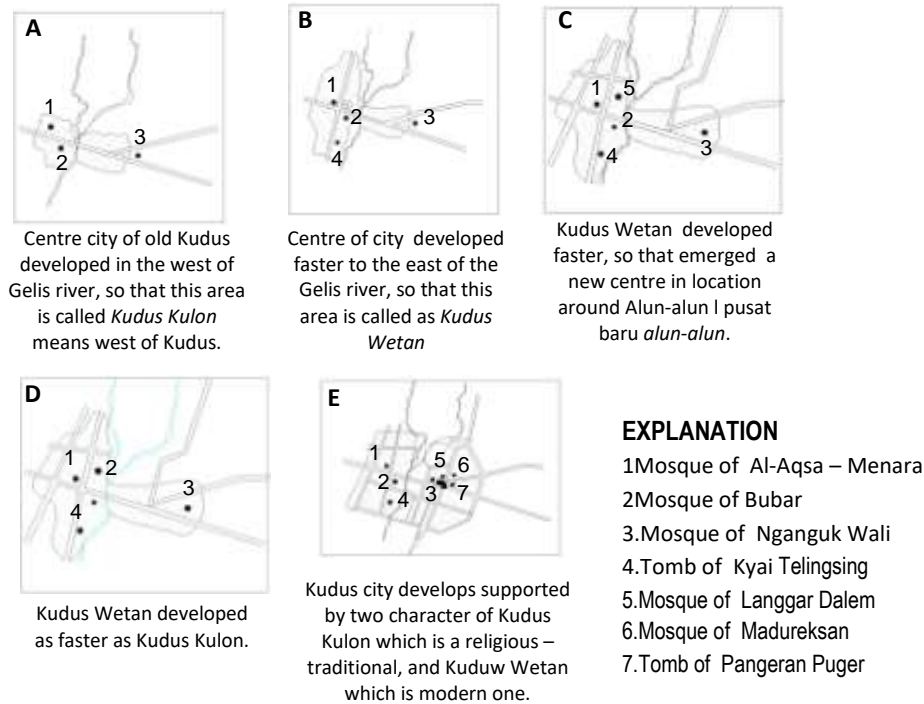 A
1
2
3
Centre city of old Kudus
developed in the west of
Gelis river, so that this area
is called Kudus Kulon
means west of Kudus.
B
1
2
3
4
Centre of city developed
faster to the east of the
Gelis river, so that this
area is called as Kudus
Wetan
C
1
5
2
3
4
Kudus Wetan developed
faster, so that emerged a
new centre in location
around Alun-alun l pusat
baru alun-alun.
D
1
2
3
4
Kudus Wetan developed
as faster as Kudus Kulon.
E
1
5
6
2
3
7
4
Kudus city develops supported
by two character of Kudus
Kulon which is a religious –
traditional, and Kuduw Wetan
which is modern one.
EXPLANATION
1Mosque of Al-Aqsa – Menara
2Mosque of Bubar
3.Mosque of Nganguk Wali
4.Tomb of Kyai Telingsing
5.Mosque of Langgar Dalem
6.Mosque of Madureksan
7.Tomb of Pangeran Puger